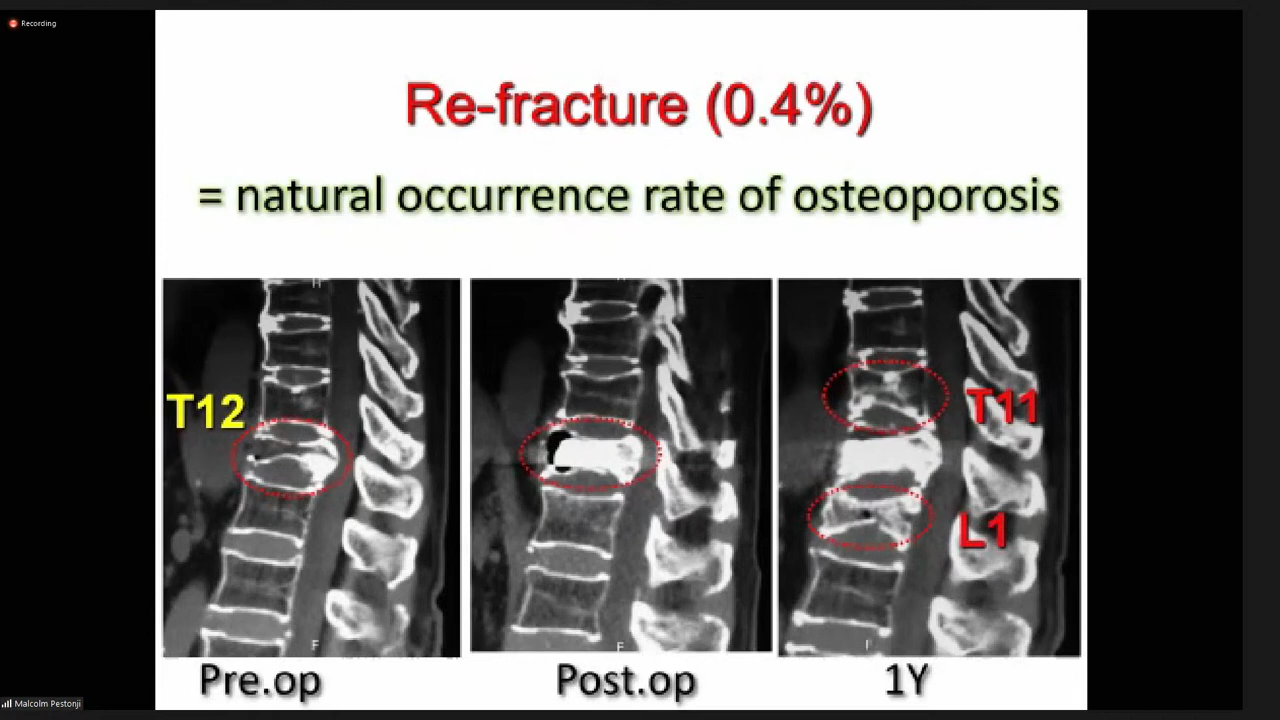 Recording
Re-fracture (0.4%)
= natural occurrence rate of osteoporosis
T12
T11
L1
F
Pre.op
Post.op
1Y
Malcolm Pestonji